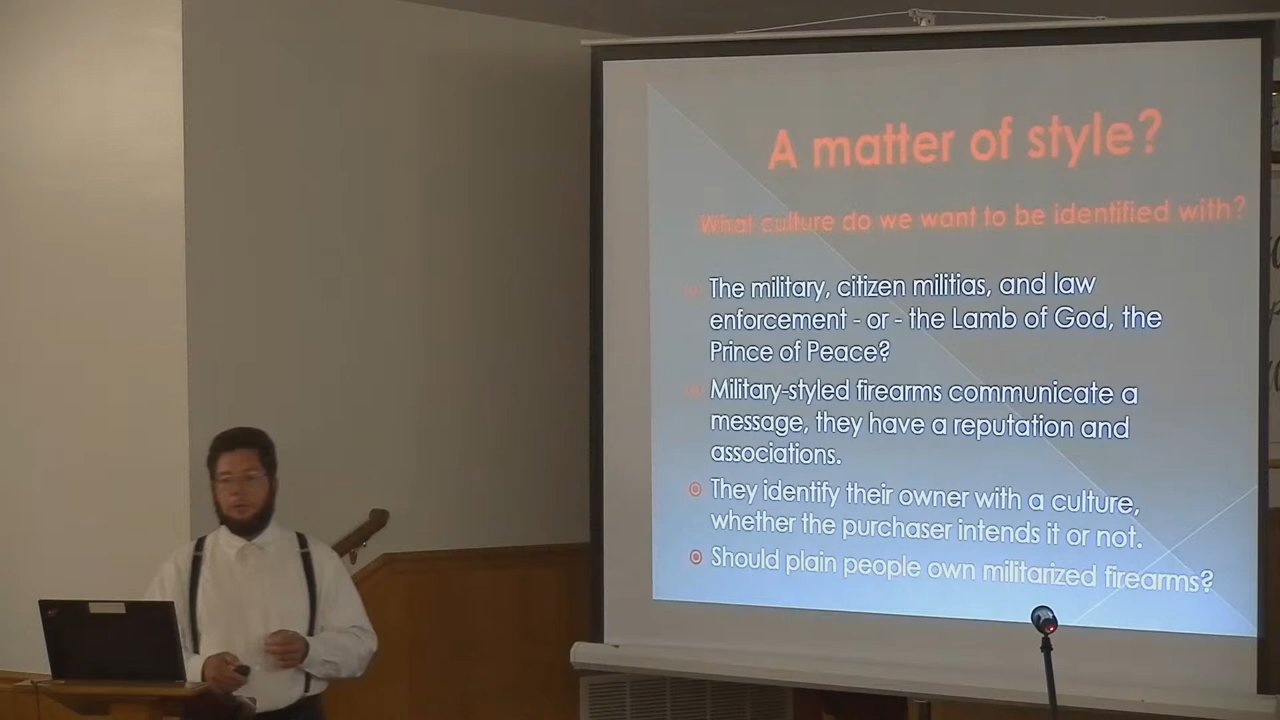 A matter of style?
What culture do we want to be identified with?
The military, citizen militias, and law
enforcement - or - the Lamb of God, the
Prince of Peace?
Military-styled firearms communicate a
message, they have a reputation and
associations.
They identify their owner with a culture,
whether the purchaser intends it or not.
Should plain people own militarized firearms?